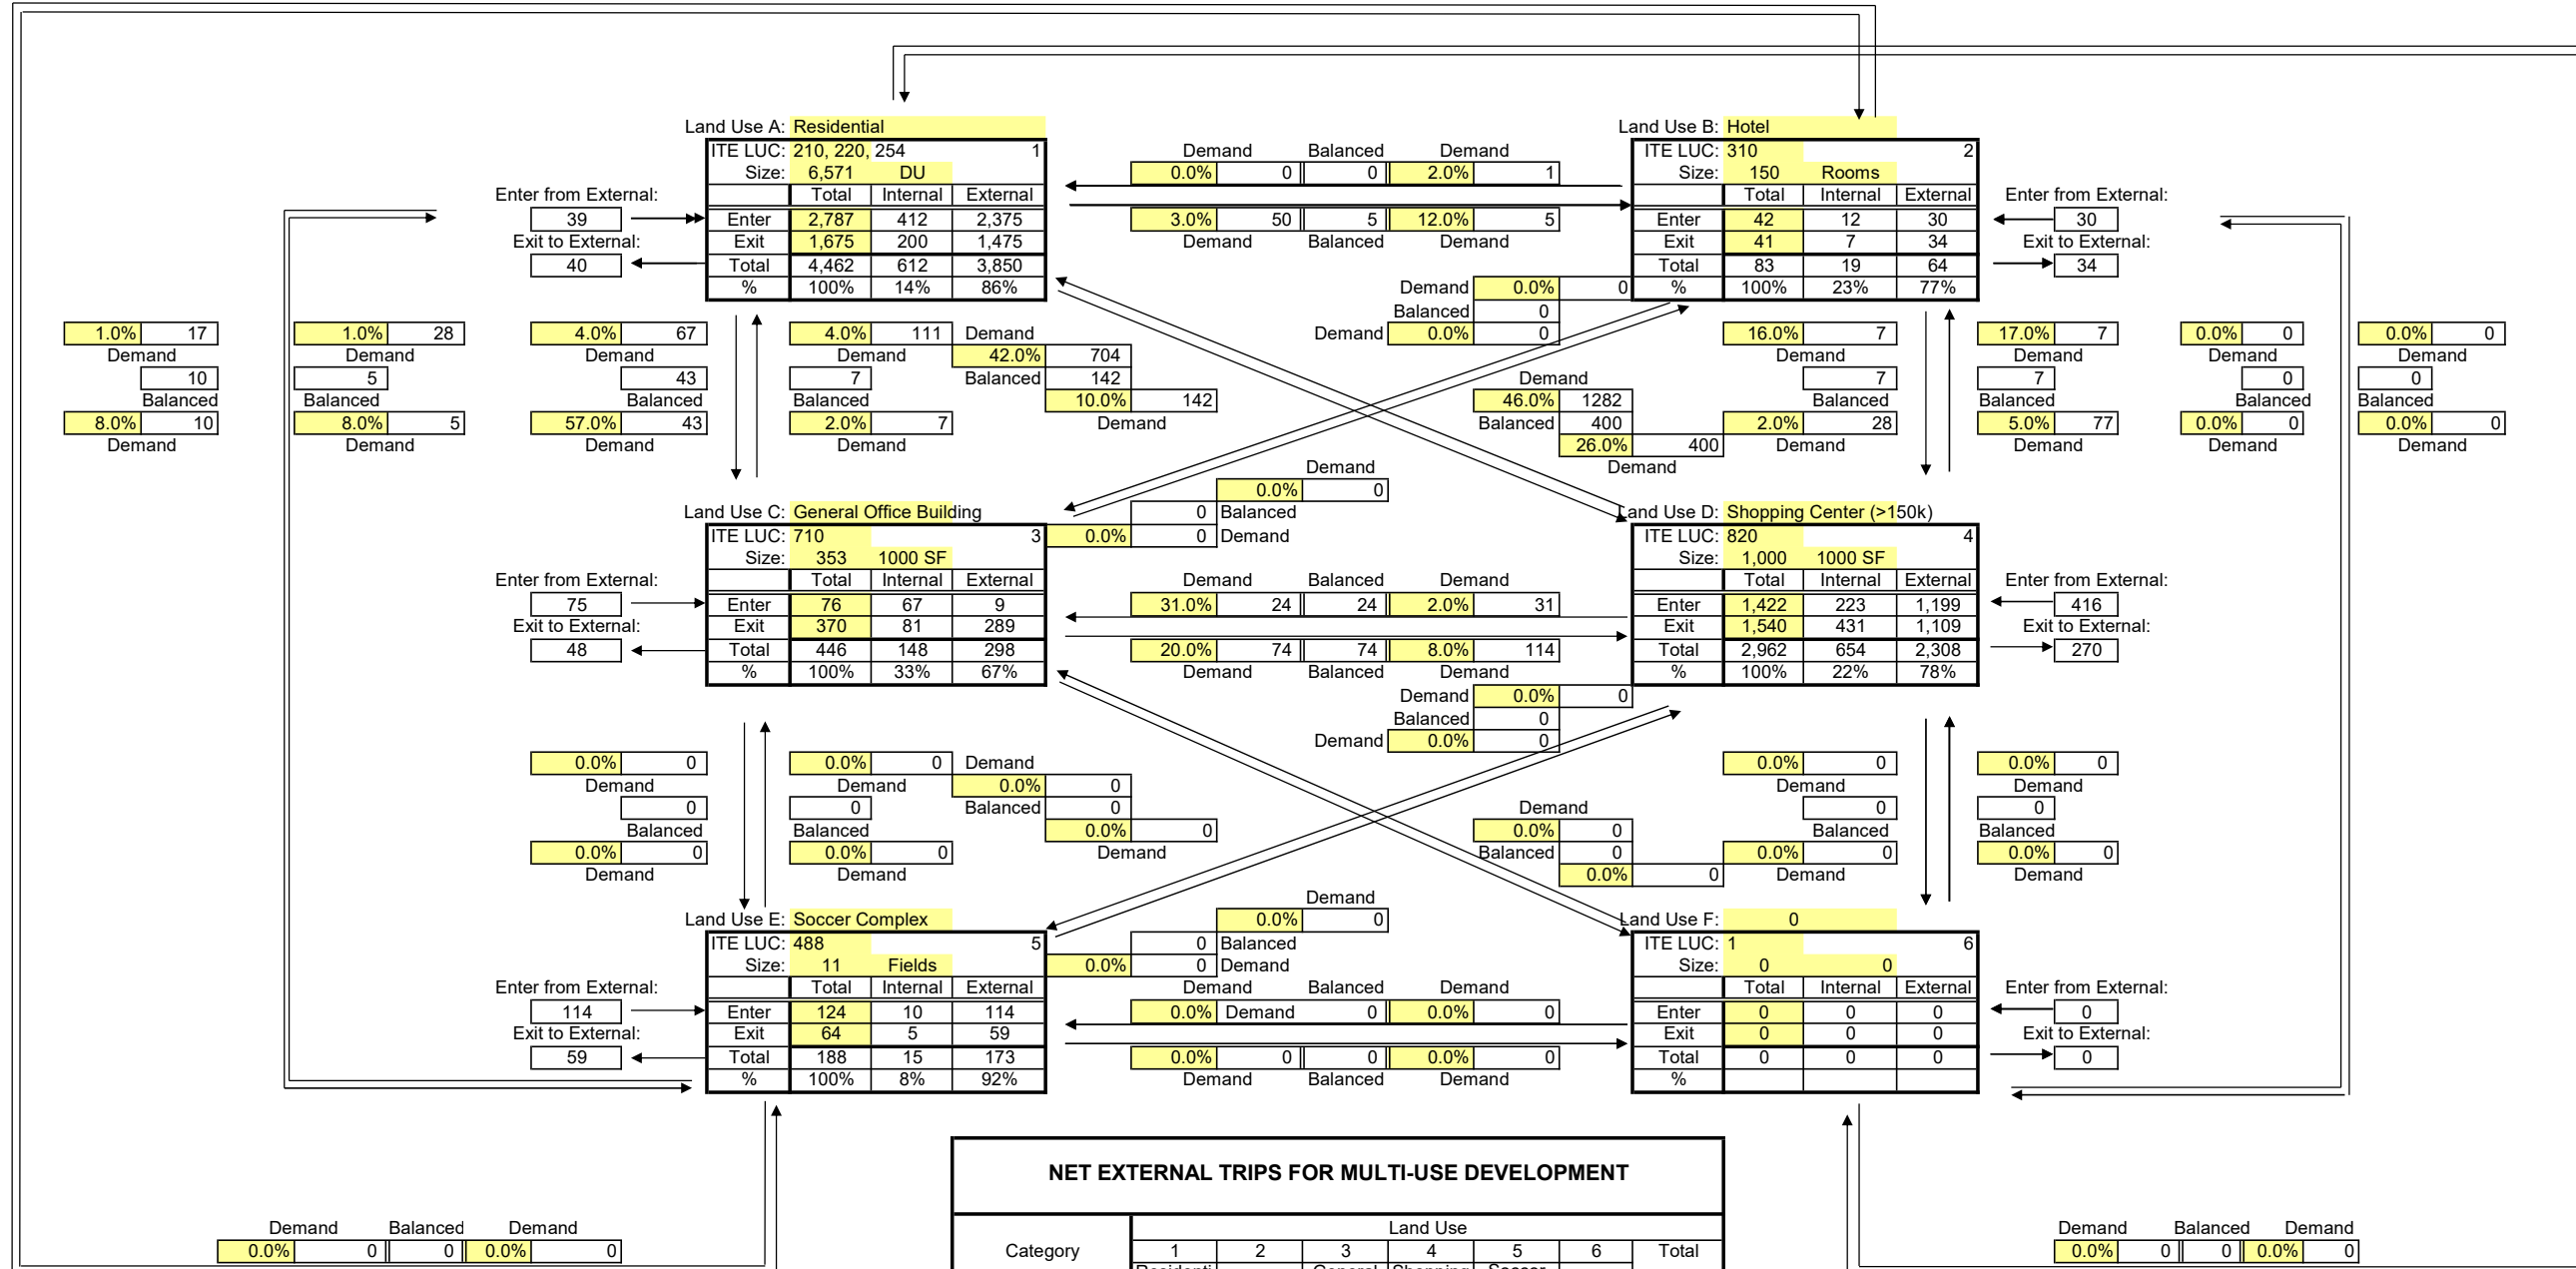 Land Use A: Residential Land Use B: Hotel
ITE LUC: 210, 220, 254 1 Demand Balanced Demand ITE LUC: 310 2
Size: 6,571 DU 0.0% 0 0 2.0% 1 Size: 150 Rooms
Enter from External: Total Internal External Total Internal External Enter from External:
39 Enter 2,787 412 2,375 3.0% 50 5 12.0% 5 Enter 42 12 30 30
Exit to External: Exit 1,675 200 1,475 Demand Balanced Demand Exit 41 7 34 Exit to External:
40 Total 4,462 612 3,850 Total 83 19 64 34
% 100% 14% 86% Demand 0.0% 0 % 100% 23% 77%
Balanced 0
1.0% 17 1.0% 28 4.0% 67 4.0% 111 Demand Demand 0.0% 0 16.0% 7 17.0% 7 0.0% 0 0.0% 0
Demand Demand Demand Demand 42.0% 704 Demand Demand Demand Demand
10 5 43 7 Balanced 142 Demand 7 7 0 0
Balanced Balanced Balanced Balanced 10.0% 142 46.0% 1282 Balanced Balanced Balanced Balanced
8.0% 10 8.0% 5 57.0% 43 2.0% 7 Demand Balanced 400 2.0% 28 5.0% 77 0.0% 0 0.0% 0
Demand Demand Demand Demand 26.0% 400 Demand Demand Demand Demand
Demand Demand
0.0% 0
Land Use C: General Office Building 0 Balanced Land Use D: Shopping Center (>150k)
ITE LUC: 710 3 0.0% 0 Demand ITE LUC: 820 4
Size: 353 1000 SF Size: 1,000 1000 SF
Enter from External: Total Internal External Demand Balanced Demand Total Internal External Enter from External:
75 Enter 76 67 9 31.0% 24 24 2.0% 31 Enter 1,422 223 1,199 416
Exit to External: Exit 370 81 289 Exit 1,540 431 1,109 Exit to External:
48 Total 446 148 298 20.0% 74 74 8.0% 114 Total 2,962 654 2,308 270
% 100% 33% 67% Demand Balanced Demand % 100% 22% 78%
Demand 0.0% 0
Balanced 0
Demand 0.0% 0
0.0% 0 0.0% 0 Demand 0.0% 0 0.0% 0
Demand Demand 0.0% 0 Demand Demand
0 0 Balanced 0 Demand 0 0
Balanced Balanced 0.0% 0 0.0% 0 Balanced Balanced
0.0% 0 0.0% 0 Demand Balanced 0 0.0% 0 0.0% 0
Demand Demand 0.0% 0 Demand Demand
Demand
Land Use E: Soccer Complex 0.0% 0 Land Use F: 0
ITE LUC: 488 5 0 Balanced ITE LUC: 1 6
Size: 11 Fields 0.0% 0 Demand Size: 0 0
Enter from External: Total Internal External Demand Balanced Demand Total Internal External Enter from External:
114 Enter 124 10 114 0.0% Demand 0 0.0% 0 Enter 0 0 0 0
Exit to External: Exit 64 5 59 Exit 0 0 0 Exit to External:
59 Total 188 15 173 0.0% 0 0 0.0% 0 Total 0 0 0 0
% 100% 8% 92% Demand Balanced Demand %
NET EXTERNAL TRIPS FOR MULTI-USE DEVELOPMENT
Demand Balanced Demand Land Use Demand Balanced Demand
0.0% 0 0 0.0% 0 Category 1 2 3 4 5 6 Total 0.0% 0 0 0.0% 0